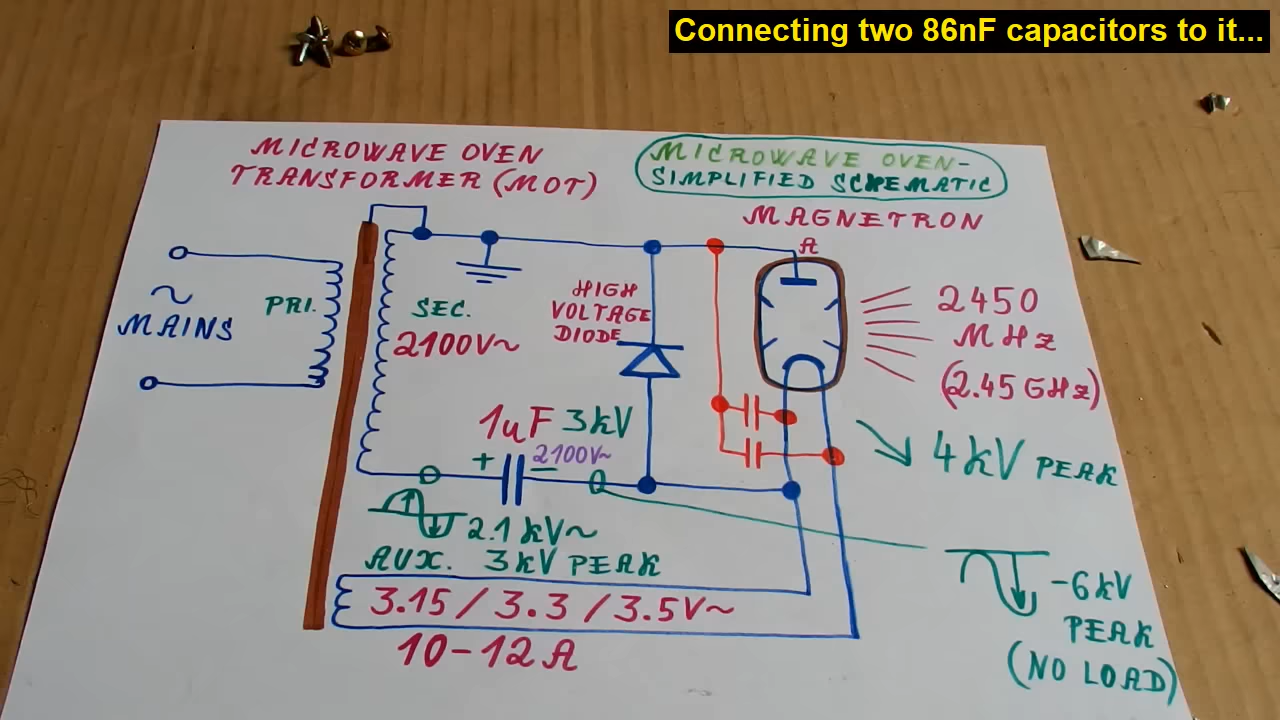 Connecting two 86nF capacitors to it...
MICROWAVE OVEN
TRANSFORMER (MOT)
MICROWAVE OVEN-
SIMPLIFIED SCHEMATIC
MAGNETRON
A
~
MAINS
PRI.
SEC.
2100V~
HIGH
VOLTAGE
DIODE
2450
MHz
(2.45 GHz)
1uF 3kV
2100V~
+ −
4kV PEAK
2.1kV~
3kV PEAK
AUX.
3.15 / 3.3 / 3.5V~
10-12A
-6kV
PEAK
(NO LOAD)